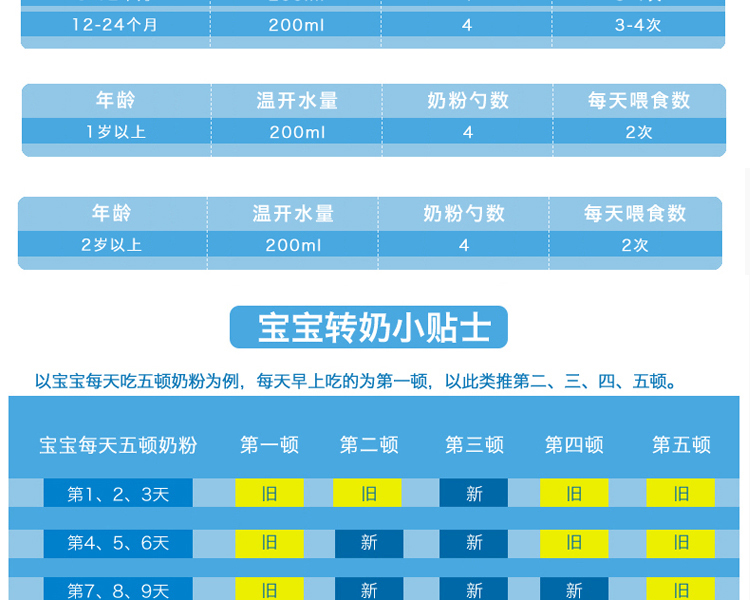 12-24个月 200ml 4 3-4次
年龄 温开水量 奶粉勺数 每天喂食数
1岁以上 200ml 4 2次
年龄 温开水量 奶粉勺数 每天喂食数
2岁以上 200ml 4 2次
宝宝转奶小贴士
以宝宝每天吃五顿奶粉为例，每天早上吃的为第一顿，以此类推第二、三、四、五顿。
宝宝每天五顿奶粉 第一顿 第二顿 第三顿 第四顿 第五顿
第1、2、3天 旧 旧 新 旧 旧
第4、5、6天 旧 新 新 旧 旧
第7、8、9天 旧 新 新 新 旧